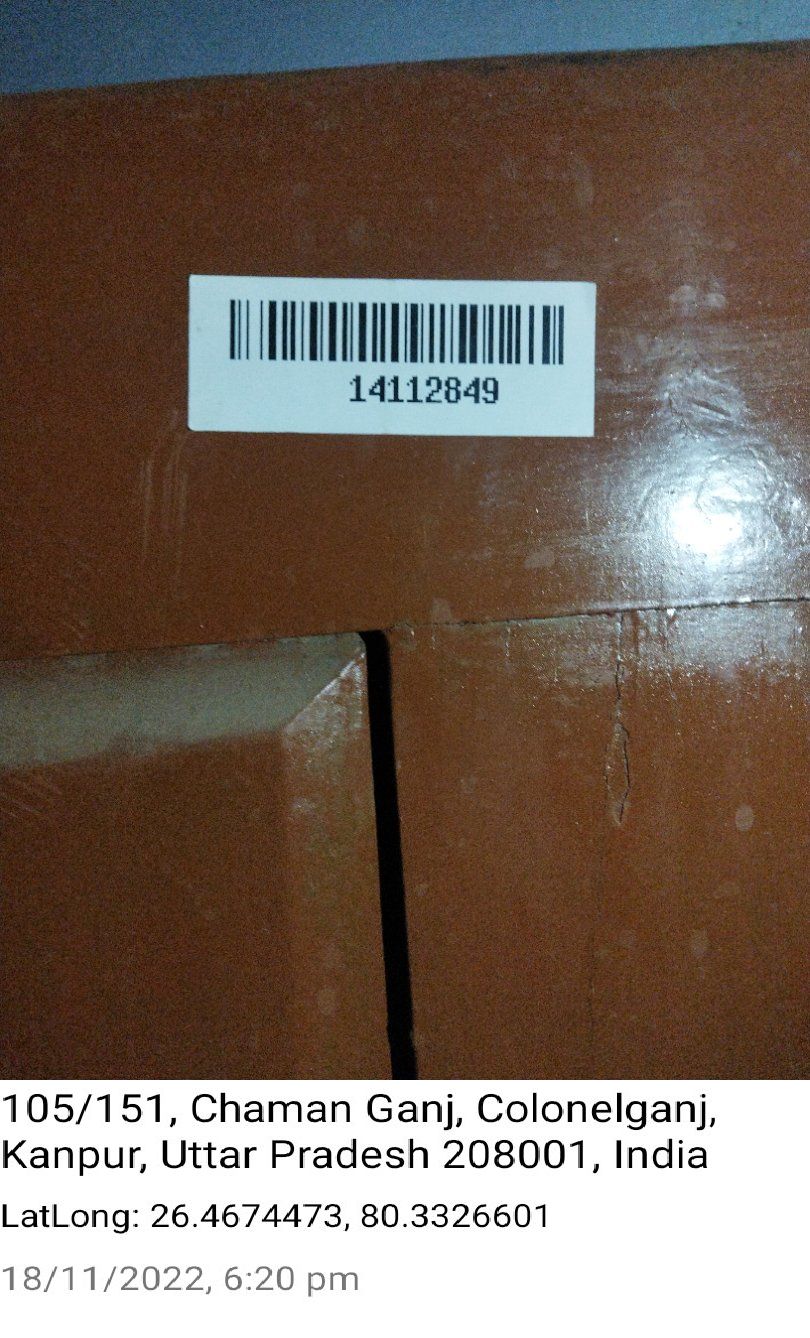 14112849
105/151, Chaman Ganj, Colonelganj,
Kanpur, Uttar Pradesh 208001, India
LatLong: 26.4674473, 80.3326601
18/11/2022, 6:20 pm